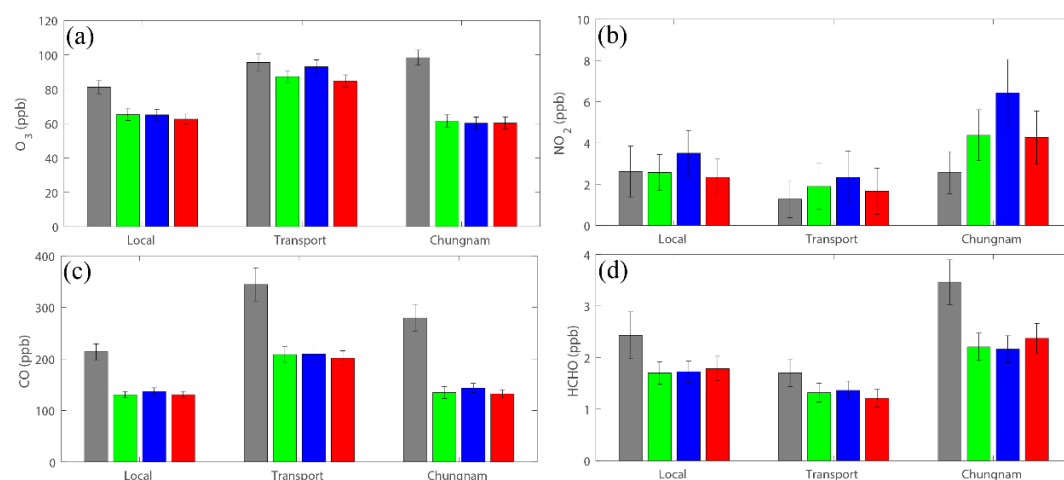 (a)
O3 (ppb)
120
100
80
60
40
20
0
Local Transport Chungnam
(b)
NO2 (ppb)
10
8
6
4
2
0
Local Transport Chungnam
(c)
CO (ppb)
400
300
200
100
0
Local Transport Chungnam
(d)
HCHO (ppb)
4
3
2
1
0
Local Transport Chungnam